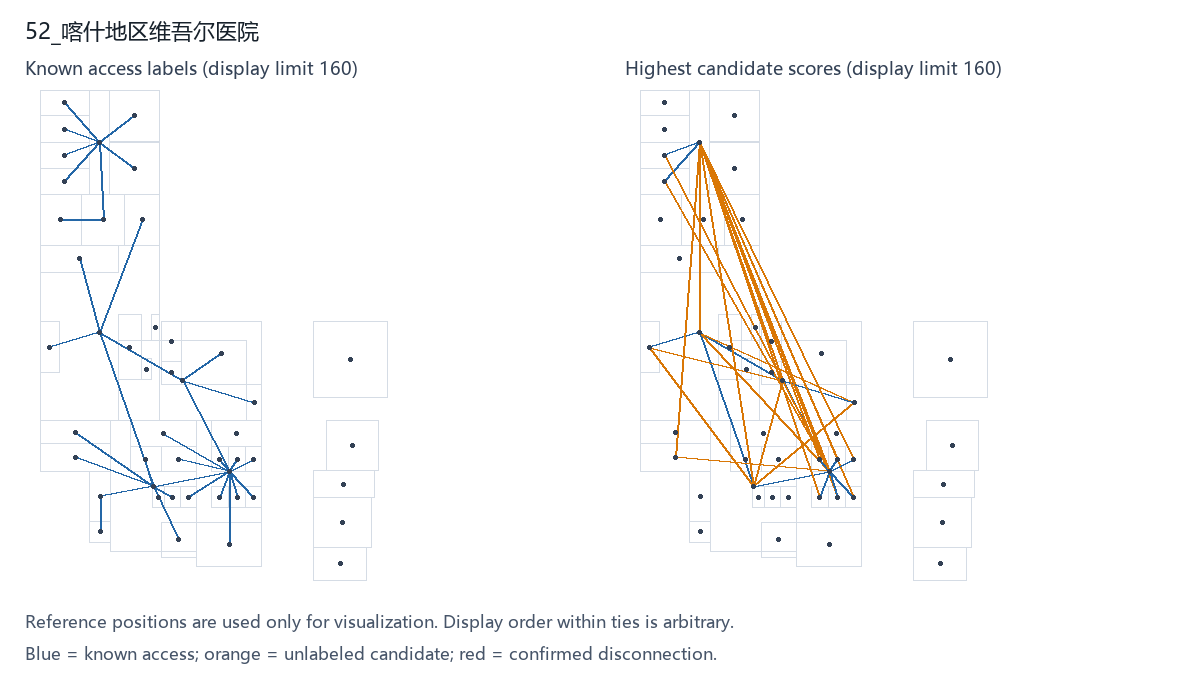 52_喀什地区维吾尔医院
Known access labels (display limit 160)
Highest candidate scores (display limit 160)
Reference positions are used only for visualization. Display order within ties is arbitrary.
Blue = known access; orange = unlabeled candidate; red = confirmed disconnection.